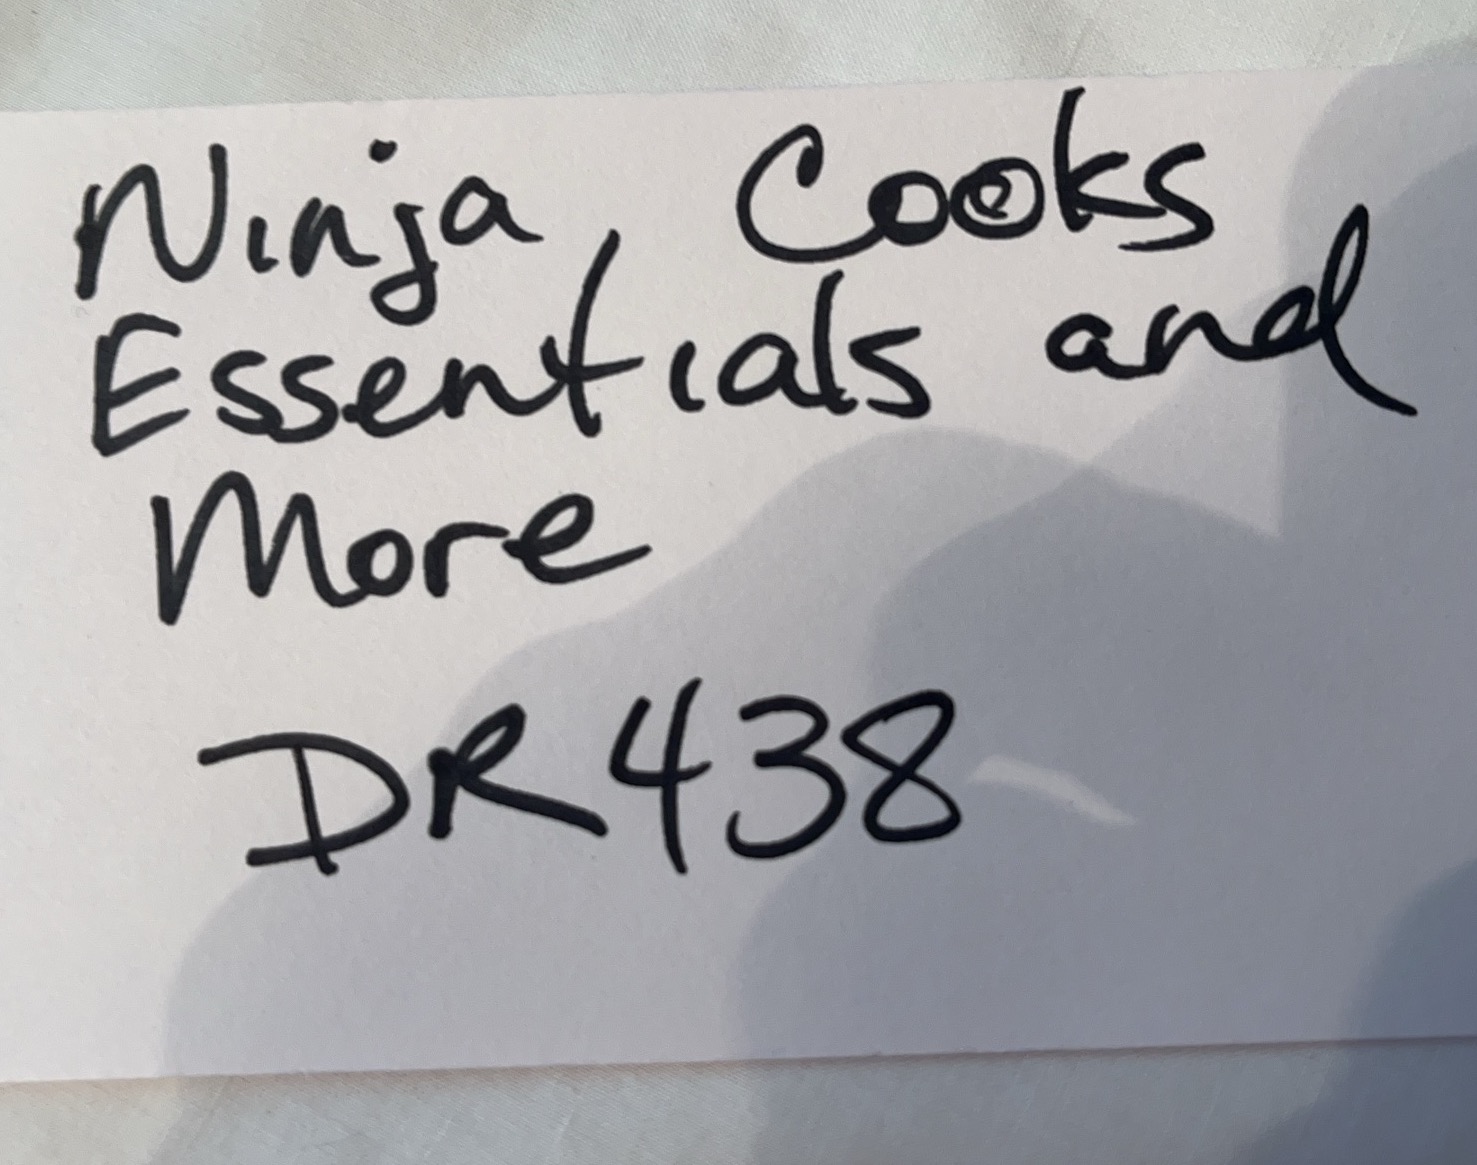 Ninja, Cooks
Essentials and
More
DR438